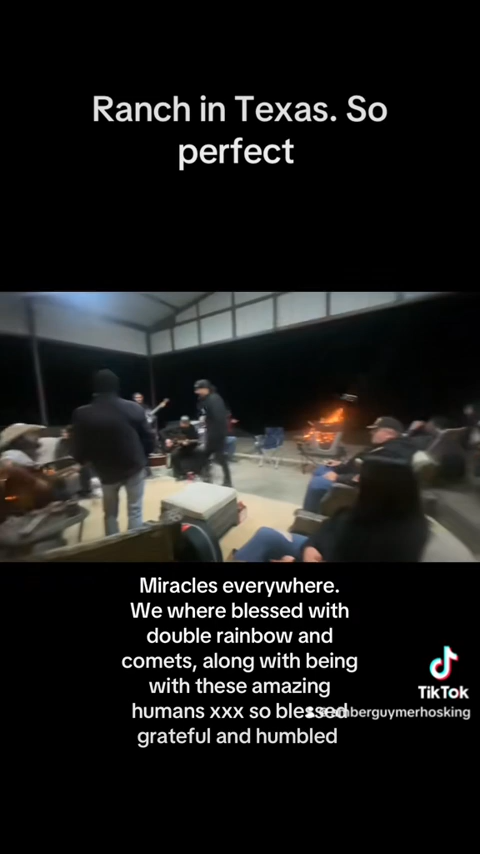 Ranch in Texas. So
perfect
Miracles everywhere.
We where blessed with
double rainbow and
comets, along with being
with these amazing
humans xxx so blessed
grateful and humbled
TikTok